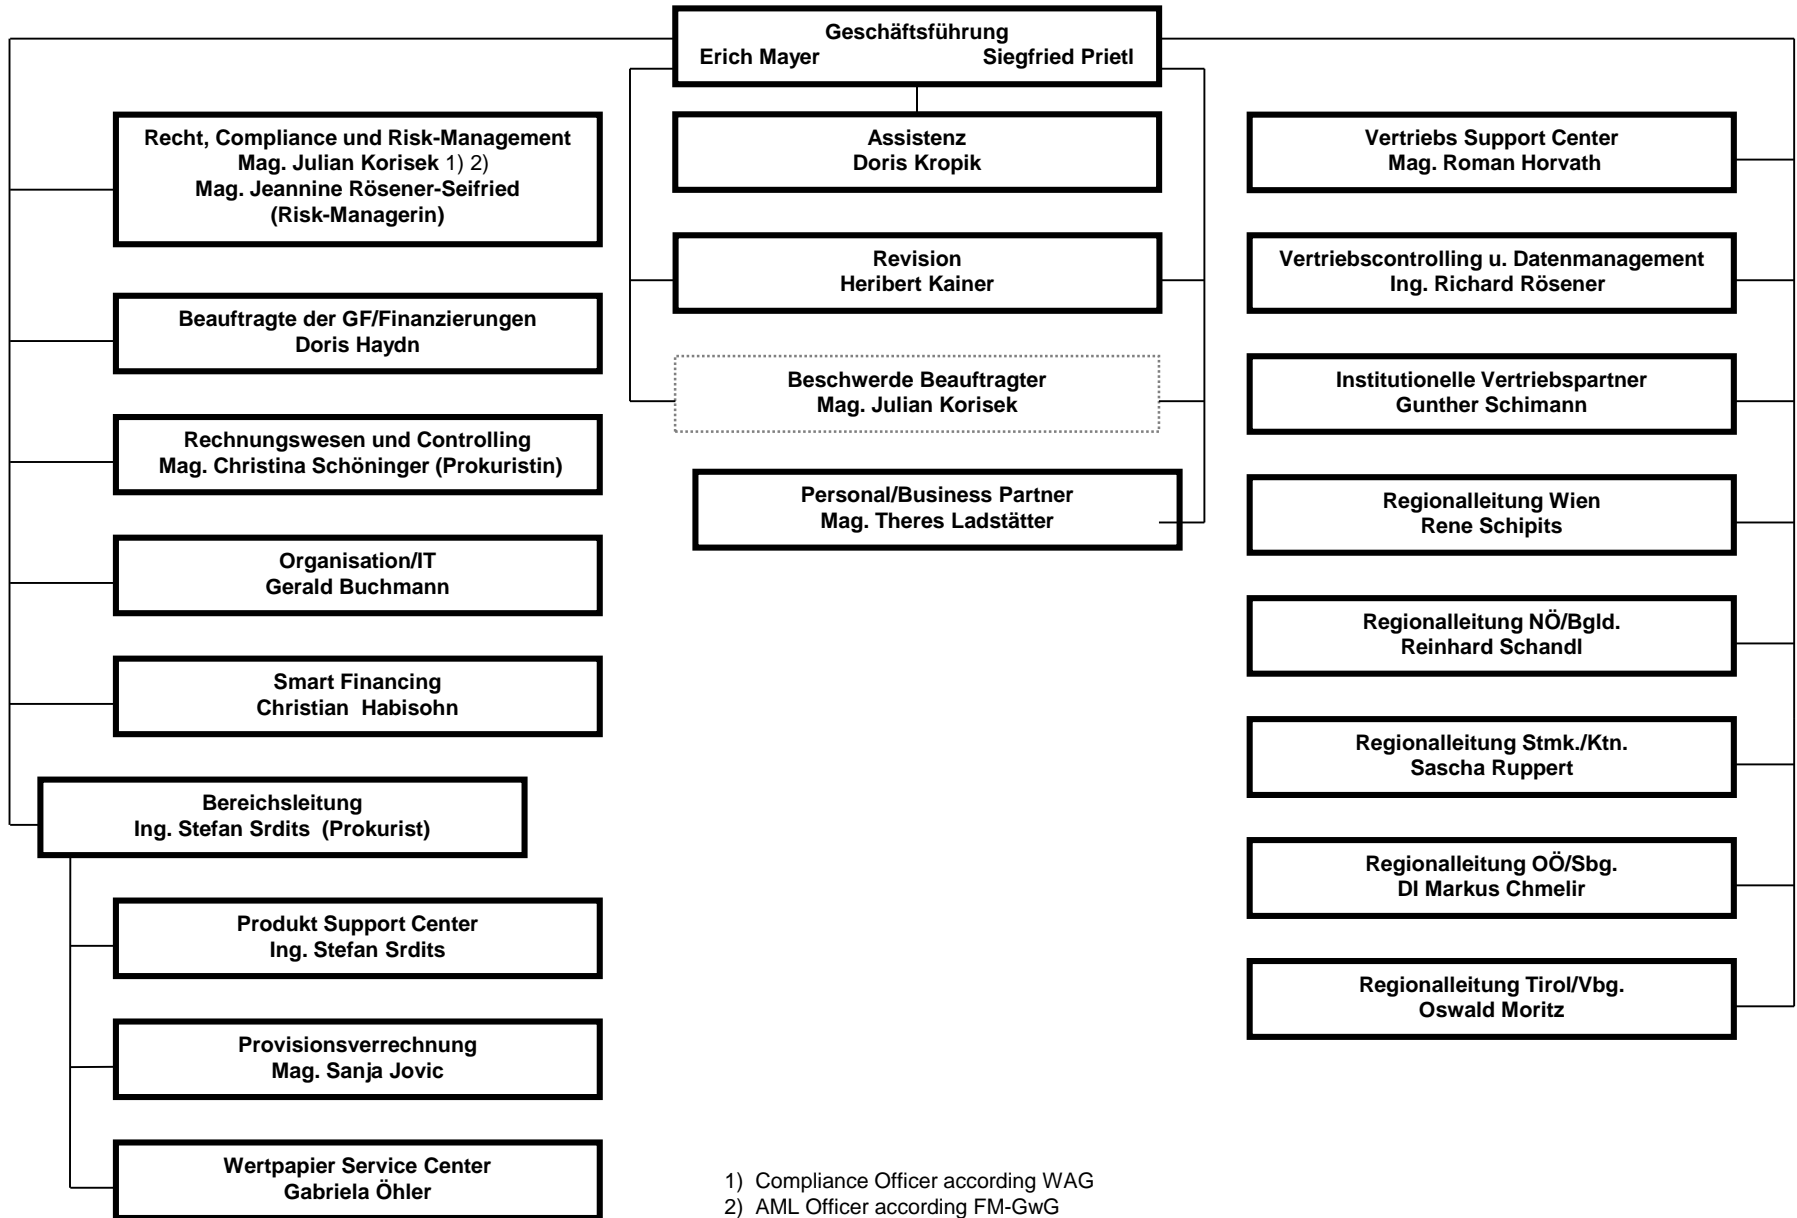 Geschäftsführung
Erich Mayer Siegfried Prietl
Recht, Compliance und Risk-Management
Mag. Julian Korisek 1) 2)
Mag. Jeannine Rösener-Seifried
(Risk-Managerin)
Beauftragte der GF/Finanzierungen
Doris Haydn
Rechnungswesen und Controlling
Mag. Christina Schöninger (Prokuristin)
Organisation/IT
Gerald Buchmann
Smart Financing
Christian Habisohn
Bereichsleitung
Ing. Stefan Srdits (Prokurist)
Produkt Support Center
Ing. Stefan Srdits
Provisionsverrechnung
Mag. Sanja Jovic
Wertpapier Service Center
Gabriela Öhler
Assistenz
Doris Kropik
Revision
Heribert Kainer
Beschwerde Beauftragter
Mag. Julian Korisek
Personal/Business Partner
Mag. Theres Ladstätter
Vertriebs Support Center
Mag. Roman Horvath
Vertriebscontrolling u. Datenmanagement
Ing. Richard Rösener
Institutionelle Vertriebspartner
Gunther Schimann
Regionalleitung Wien
Rene Schipits
Regionalleitung NÖ/Bgld.
Reinhard Schandl
Regionalleitung Stmk./Ktn.
Sascha Ruppert
Regionalleitung OÖ/Sbg.
DI Markus Chmelir
Regionalleitung Tirol/Vbg.
Oswald Moritz
1) Compliance Officer according WAG
2) AML Officer according FM-GwG